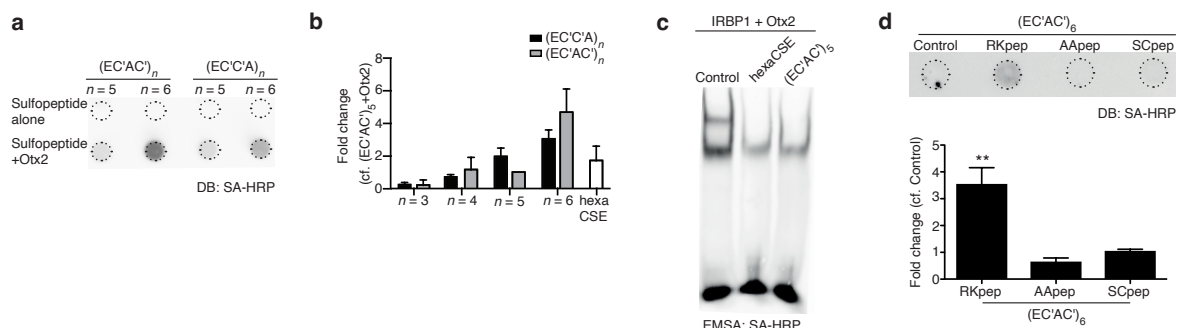 a
(EC'AC')n (EC'C'A)n
n = 5 n = 6 n = 5 n = 6
Sulfopeptide
alone
Sulfopeptide
+Otx2
DB: SA-HRP
b
(EC'C'A)n
(EC'AC')n
Fold change
(cf. (EC'AC')5+Otx2)
8
6
4
2
0
n = 3 n = 4 n = 5 n = 6 hexa
CSE
c
IRBP1 + Otx2
Control hexaCSE (EC'AC')5
EMSA: SA-HRP
d
(EC'AC')6
Control RKpep AApep SCpep
DB: SA-HRP
Fold change (cf. Control)
5
4
3
2
1
0
**
RKpep AApep SCpep
(EC'AC')6